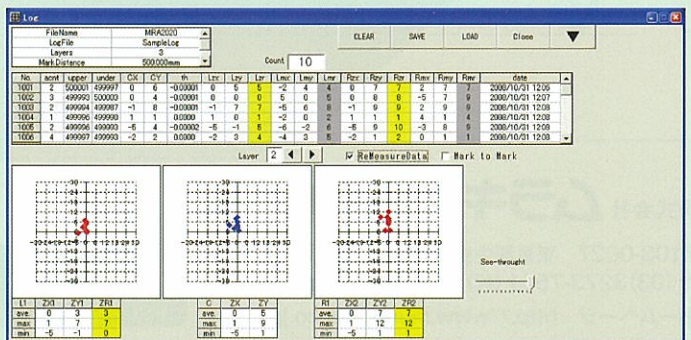 Log
FileName MIRA2020
LogFile SampleLog
Layers 3
Mark Distance 500.000mm
CLEAR SAVE LOAD Close
Count 10
No. acnt upper under CX CY th Lzx Lzy Lzr Lmx Lmy Lmr Rzx Rzy Rzr Rmx Rmy Rmr date
1001 2 500001 499997 0 6 -0.00001 0 5 5 -2 4 4 0 7 7 2 7 7 2008/10/31 12:06
1002 3 499993 500003 0 4 -0.00001 0 0 0 5 0 5 0 8 8 -5 7 9 2008/10/31 12:07
1003 2 499994 499987 -1 8 -0.00001 -1 7 7 -5 6 8 -1 9 9 2 9 9 2008/10/31 12:08
1004 1 499996 499990 1 1 0.0000 1 0 1 -2 0 2 1 1 1 4 1 4 2008/10/31 12:08
1005 2 499996 499993 -5 4 -0.00002 -5 -1 5 -6 -2 6 -5 9 10 -3 8 9 2008/10/31 12:08
1006 4 499997 499993 -2 2 0.0000 -2 3 4 -4 3 5 -2 1 2 0 1 1 2008/10/31 12:08
Layer 2 ReMeasureData Mark to Mark
See-throught
L1 ZX1 ZY1 ZR1
ave. 0 3 3
max 1 7 7
min -5 -1 0
C ZX ZY
ave. 0 5
max 1 9
min -5 1
R1 ZX2 ZY2 ZR2
ave. 0 7 7
max 1 12 12
min -5 1 1